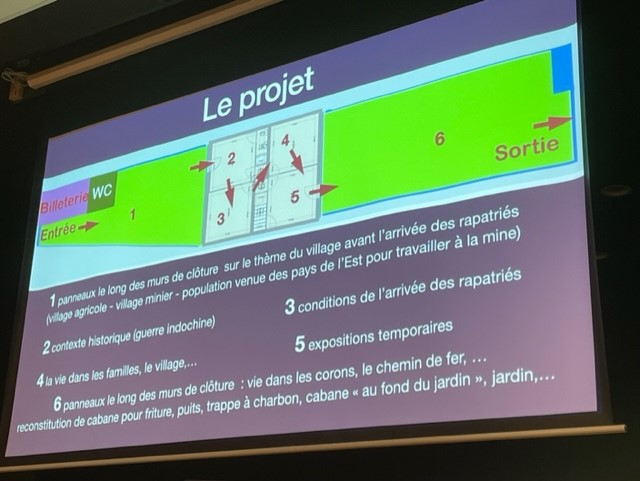 Le projet
Billeterie WC
Entrée
1
2
3
4
5
6
Sortie
1 panneaux le long des murs de clôture sur le thème du village avant l'arrivée des rapatriés
(village agricole - village minier - population venue des pays de l'Est pour travailler à la mine)
2 contexte historique (guerre indochine)
3 conditions de l'arrivée des rapatriés
4 la vie dans les familles, le village,...
5 expositions temporaires
6 panneaux le long des murs de clôture : vie dans les corons, le chemin de fer, ...
reconstitution de cabane pour friture, puits, trappe à charbon, cabane « au fond du jardin », jardin,...